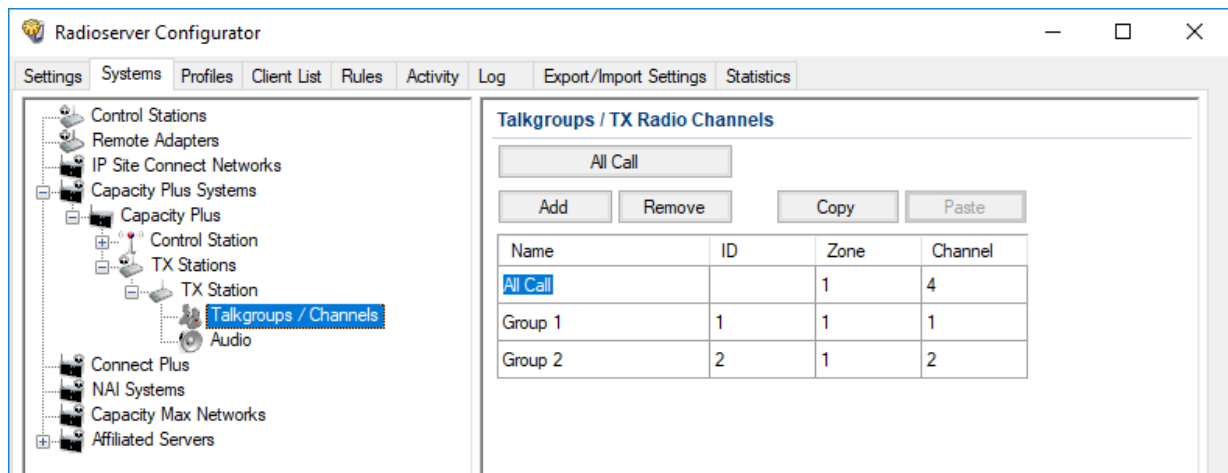 Radioserver Configurator
Settings Systems Profiles Client List Rules Activity Log Export/Import Settings Statistics
Control Stations
Remote Adapters
IP Site Connect Networks
Capacity Plus Systems
Capacity Plus
Control Station
TX Stations
TX Station
Talkgroups / Channels
Audio
Connect Plus
NAI Systems
Capacity Max Networks
Affiliated Servers
Talkgroups / TX Radio Channels
All Call
Add Remove Copy Paste
Name ID Zone Channel
All Call 1 4
Group 1 1 1 1
Group 2 2 1 2